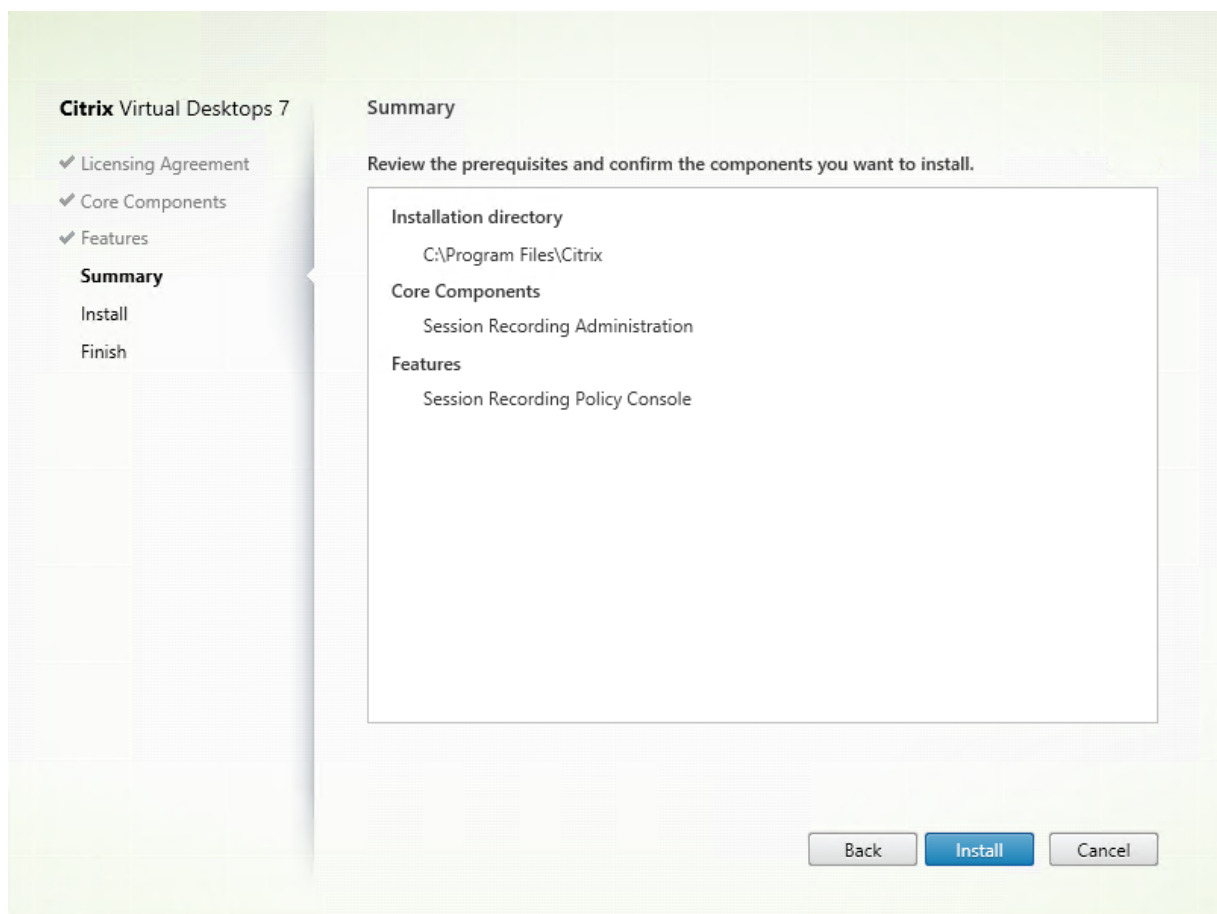 Citrix Virtual Desktops 7
Licensing Agreement
Core Components
Features
Summary
Install
Finish
Summary
Review the prerequisites and confirm the components you want to install.
Installation directory
C:\Program Files\Citrix
Core Components
Session Recording Administration
Features
Session Recording Policy Console
Back
Install
Cancel